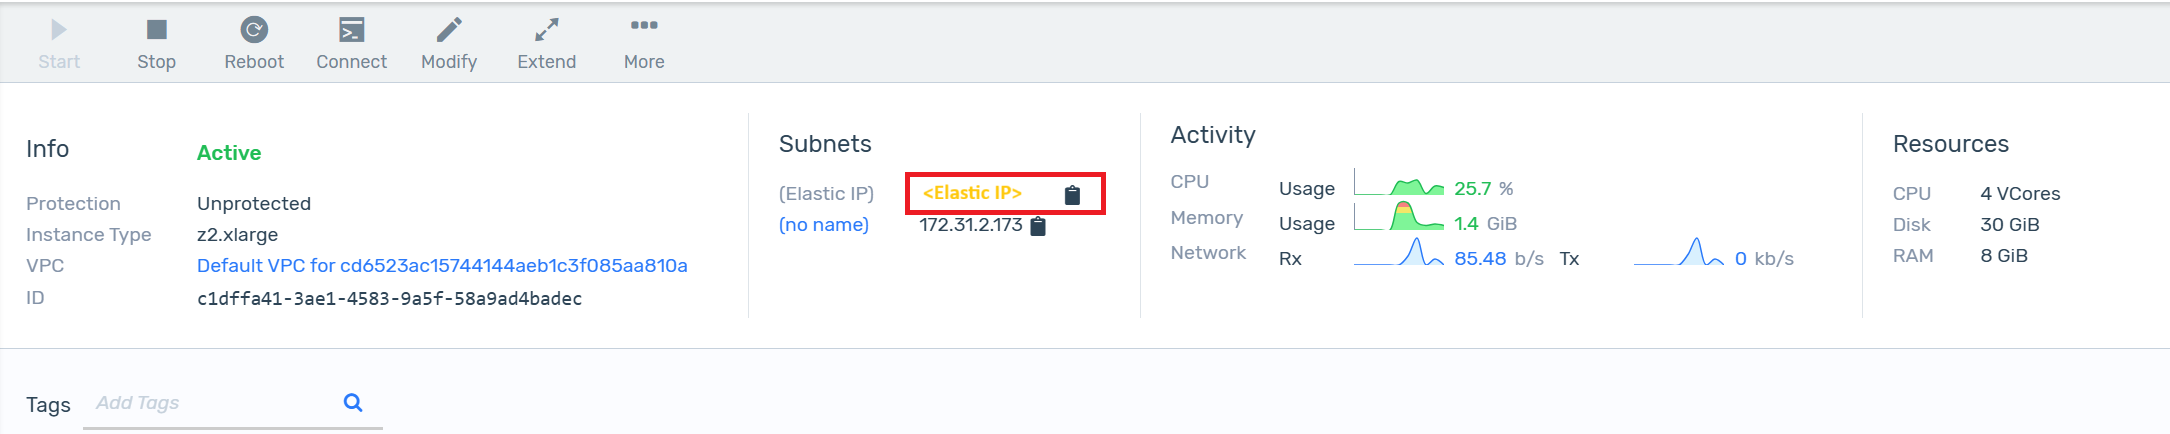 Start Stop Reboot Connect Modify Extend More
Info Active
Protection Unprotected
Instance Type z2.xlarge
VPC Default VPC for cd6523ac15744144aeb1c3f085aa810a
ID c1dffa41-3ae1-4583-9a5f-58a9ad4badec
Subnets
(Elastic IP) <Elastic IP>
(no name) 172.31.2.173
Activity
CPU Usage 25.7 %
Memory Usage 1.4 GiB
Network Rx 85.48 b/s Tx 0 kb/s
Resources
CPU 4 VCores
Disk 30 GiB
RAM 8 GiB
Tags Add Tags